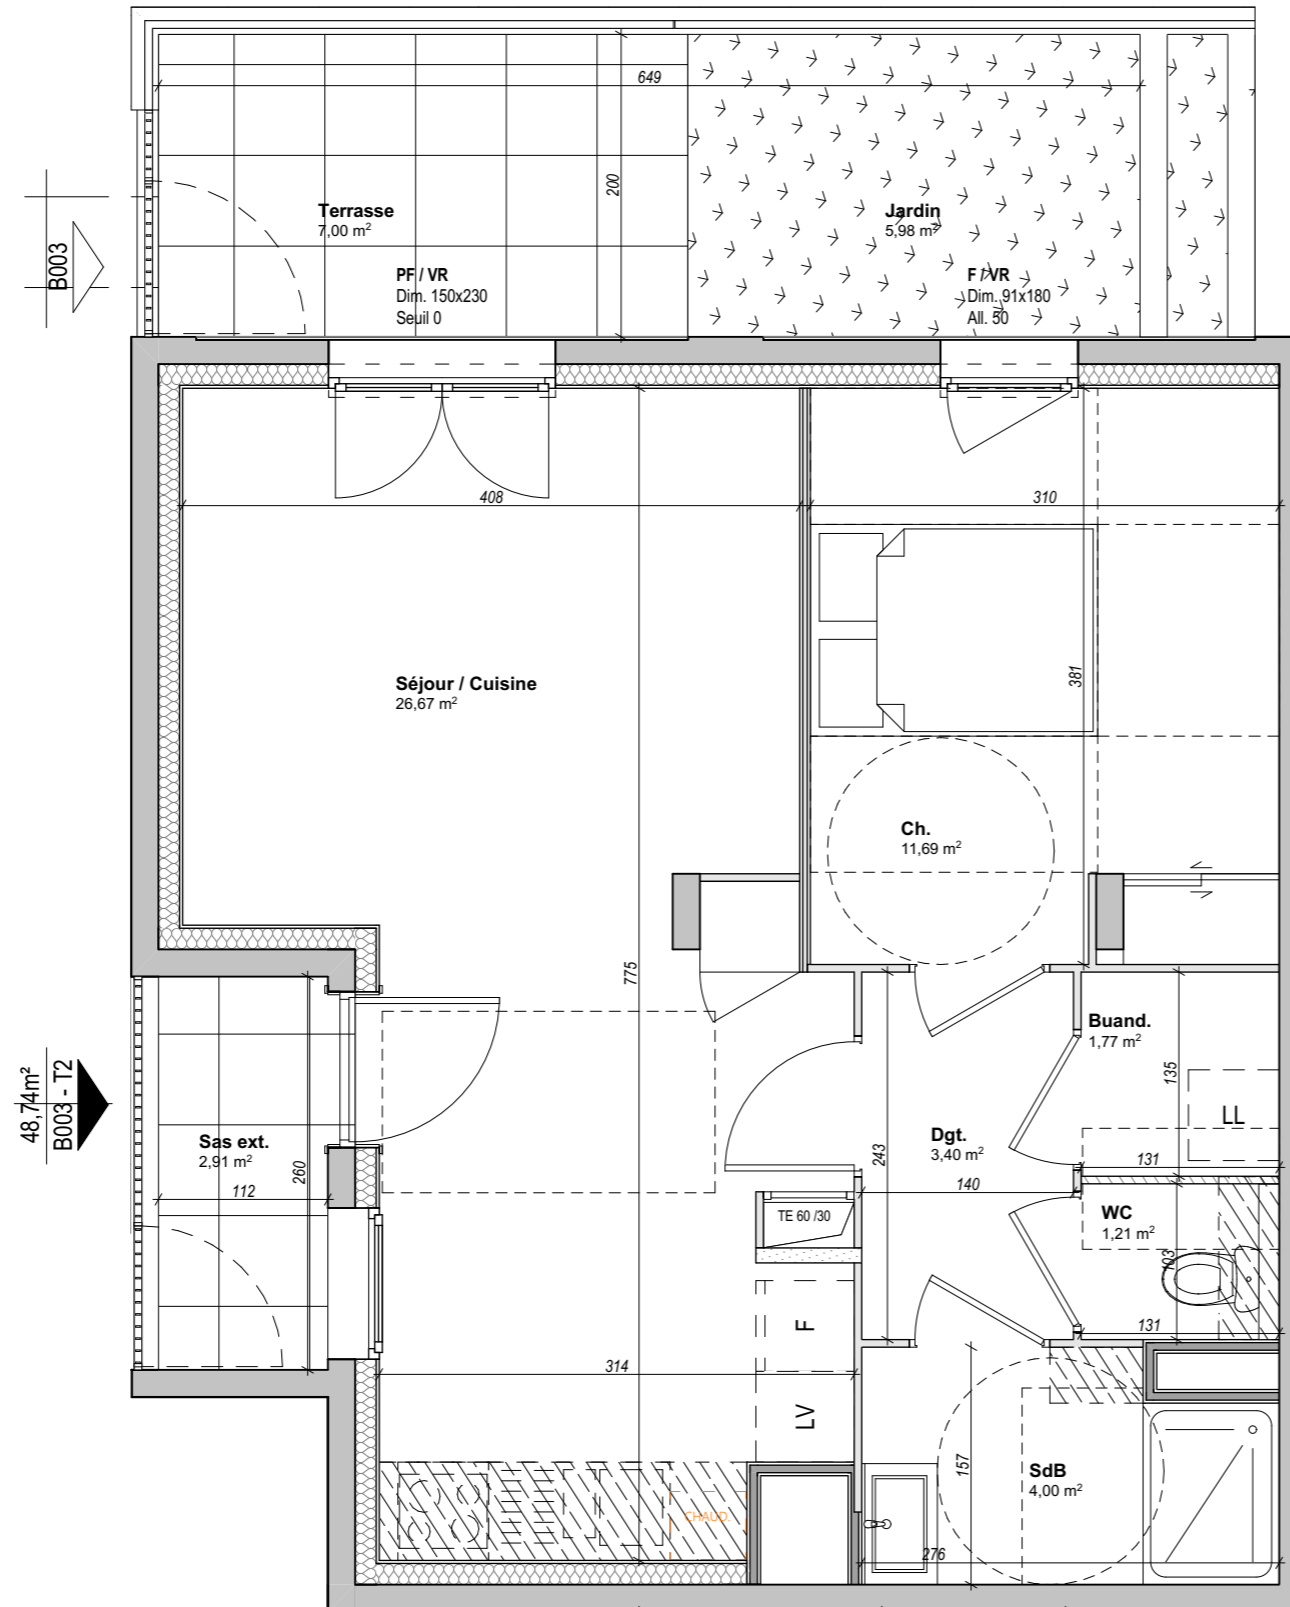 649
200
Terrasse
7,00 m²
Jardin
5,98 m²
B003
PF / VR
Dim. 150x230
Seuil 0
F / VR
Dim. 91x180
All. 50
408
310
Séjour / Cuisine
26,67 m²
381
Ch.
11,69 m²
775
Buand.
1,77 m²
135
LL
131
48,74m²
B003 - T2
Sas ext.
2,91 m²
260
112
Dgt.
3,40 m²
243
140
TE 60 /30
WC
1,21 m²
103
131
F
314
LV
157
SdB
4,00 m²
CHAUD.
276